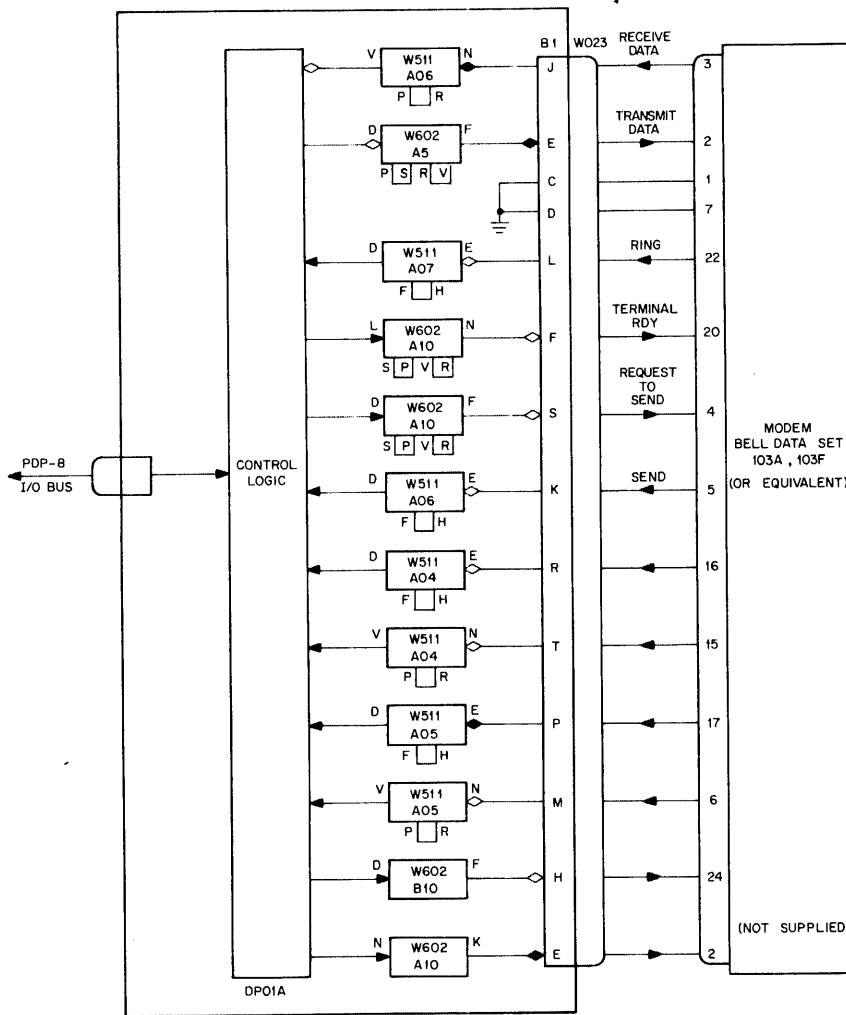 B1 W023 RECEIVE DATA
V W511 A06 N J 3
P R
TRANSMIT DATA
D W602 A5 F E 2
P S R V
C 1
D 7
RING
D W511 A07 E L 22
F H
TERMINAL RDY
L W602 A10 N F 20
S P V R
REQUEST TO SEND
D W602 A10 F S 4
S P V R
MODEM
BELL DATA SET
103A, 103F
(OR EQUIVALENT)
PDP-8
I/O BUS
CONTROL
LOGIC
SEND
D W511 A06 E K 5
F H
D W511 A04 E R 16
F H
V W511 A04 N T 15
P R
D W511 A05 E P 17
F H
V W511 A05 N M 6
P R
D W602 B10 F H 24
(NOT SUPPLIED
N W602 A10 K E 2
DP01A